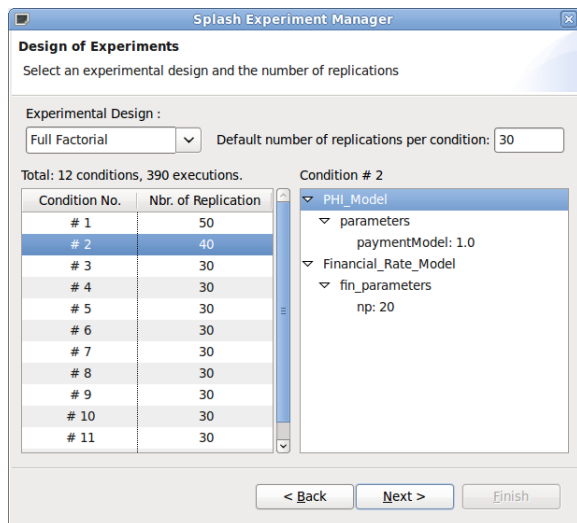 Splash Experiment Manager
Design of Experiments
Select an experimental design and the number of replications
Experimental Design :
Full Factorial
Default number of replications per condition: 30
Total: 12 conditions, 390 executions.
Condition # 2
Condition No. Nbr. of Replication
# 1 50
# 2 40
# 3 30
# 4 30
# 5 30
# 6 30
# 7 30
# 8 30
# 9 30
# 10 30
# 11 30
PHI_Model
parameters
paymentModel: 1.0
Financial_Rate_Model
fin_parameters
np: 20
< Back Next > Finish